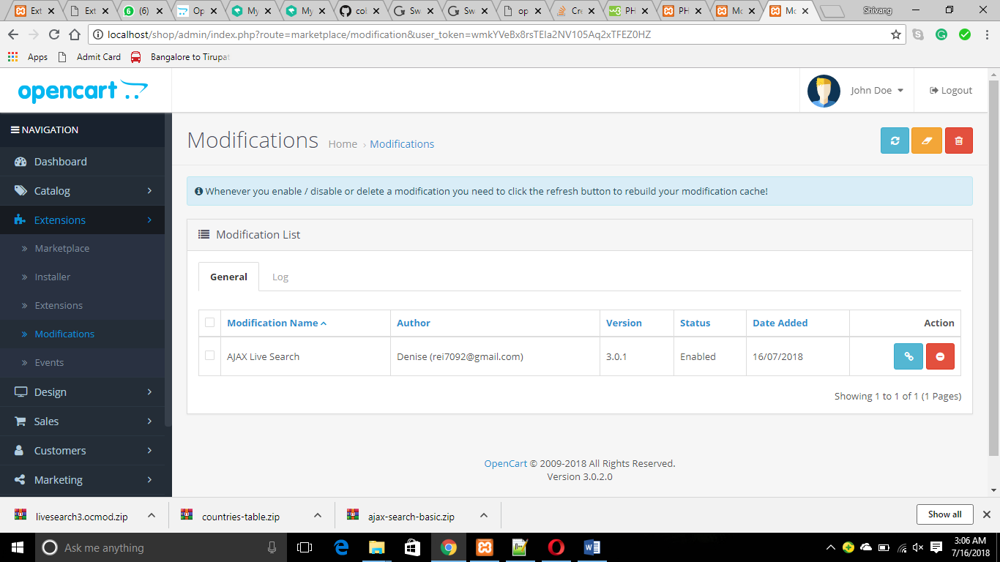 Ext
Ext
6 (6)
Op
My
My
col
Sw
Sw
op
Cre
PH
PH
Mc
Mc
Shivang
localhost/shop/admin/index.php?route=marketplace/modification&user_token=wmkYVeBx8rsTEIa2NV105Aq2xTFEZ0HZ
Apps
Admit Card
Bangalore to Tirupat
opencart
John Doe
Logout
NAVIGATION
Modifications
Home › Modifications
Dashboard
Catalog
Extensions
» Marketplace
» Installer
» Extensions
» Modifications
» Events
Design
Sales
Customers
Marketing
Whenever you enable / disable or delete a modification you need to click the refresh button to rebuild your modification cache!
Modification List
General
Log
Modification Name Author Version Status Date Added Action
AJAX Live Search Denise (rei7092@gmail.com) 3.0.1 Enabled 16/07/2018
Showing 1 to 1 of 1 (1 Pages)
OpenCart © 2009-2018 All Rights Reserved.
Version 3.0.2.0
livesearch3.ocmod.zip
countries-table.zip
ajax-search-basic.zip
Show all
Ask me anything
3:06 AM
7/16/2018